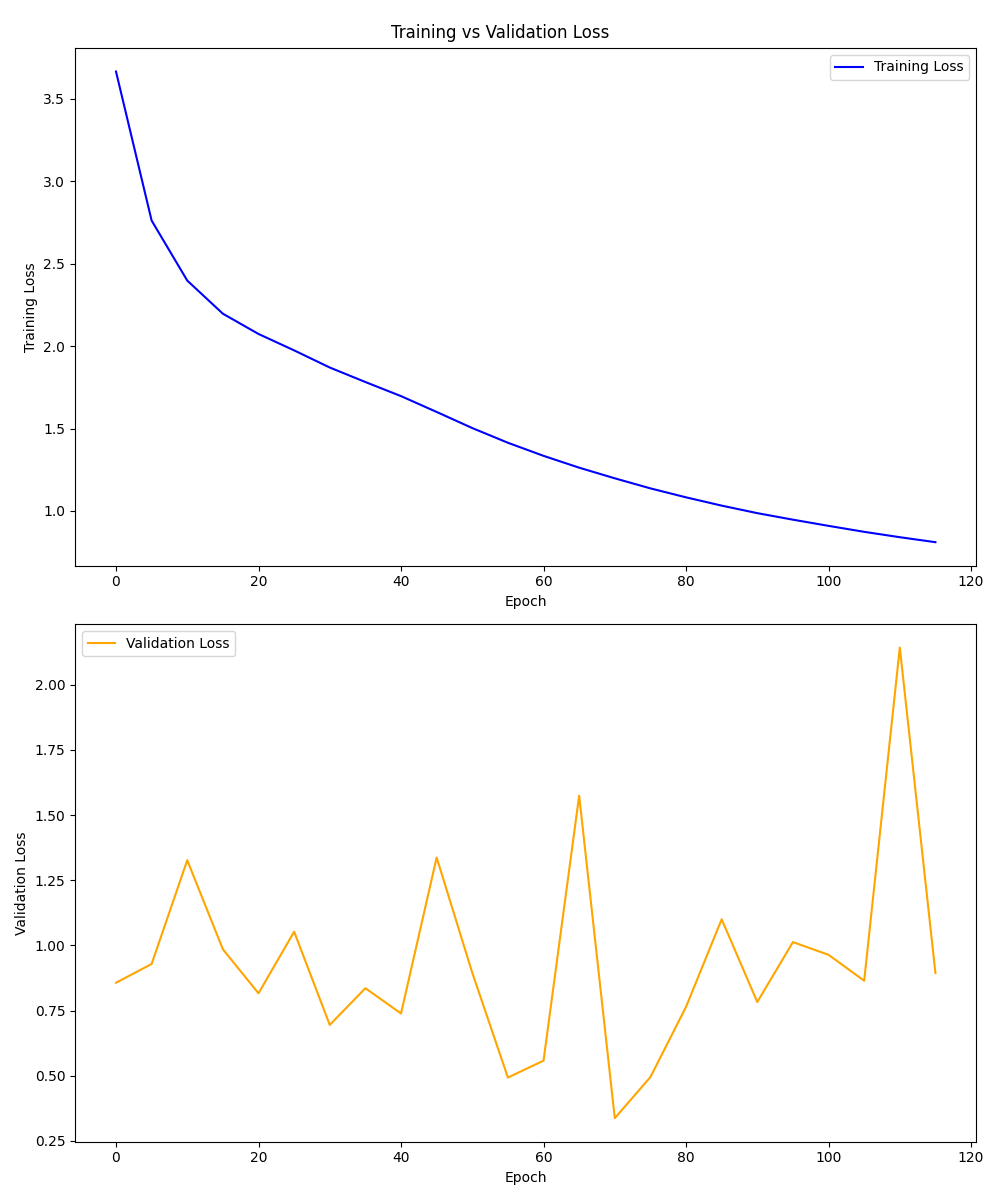 Training vs Validation Loss
Training Loss
Training Loss
3.5
3.0
2.5
2.0
1.5
1.0
0 20 40 60 80 100 120
Epoch
Validation Loss
Validation Loss
2.00
1.75
1.50
1.25
1.00
0.75
0.50
0.25
0 20 40 60 80 100 120
Epoch